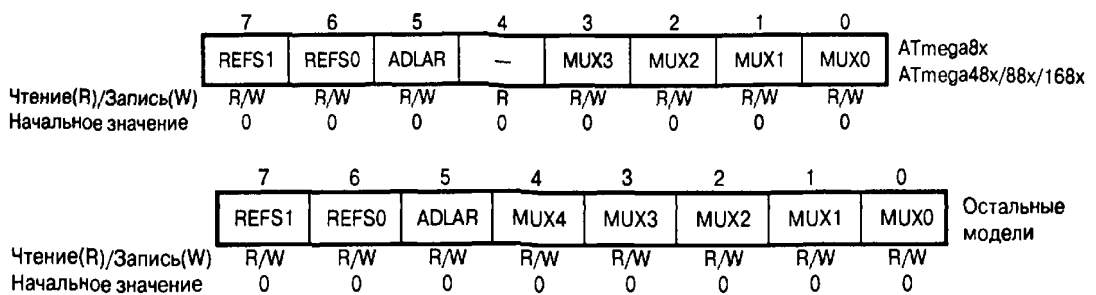 7 6 5 4 3 2 1 0
REFS1 REFS0 ADLAR — MUX3 MUX2 MUX1 MUX0 ATmega8x
ATmega48x/88x/168x
Чтение(R)/Запись(W) R/W R/W R/W R R/W R/W R/W R/W
Начальное значение 0 0 0 0 0 0 0 0
7 6 5 4 3 2 1 0
REFS1 REFS0 ADLAR MUX4 MUX3 MUX2 MUX1 MUX0 Остальные
модели
Чтение(R)/Запись(W) R/W R/W R/W R/W R/W R/W R/W R/W
Начальное значение 0 0 0 0 0 0 0 0